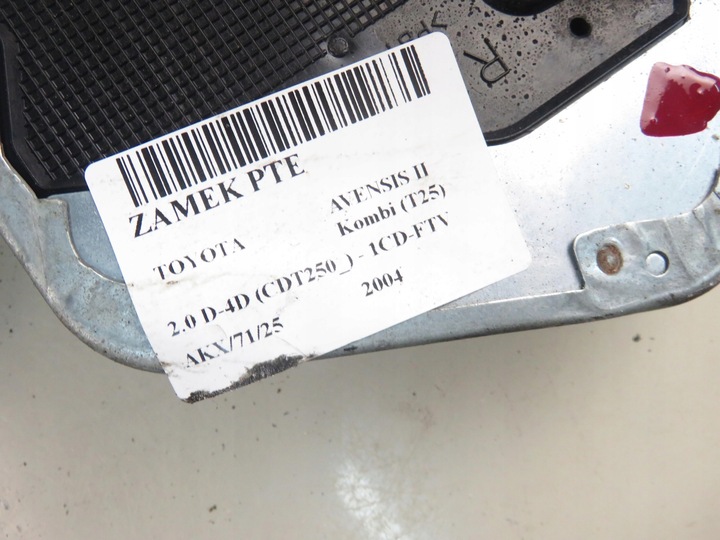 R
ZAMEK PTE
TOYOTA AVENSIS II
Kombi (T25)
2.0 D-4D (CDT250_) - 1CD-FTV
2004
AKX/71/25